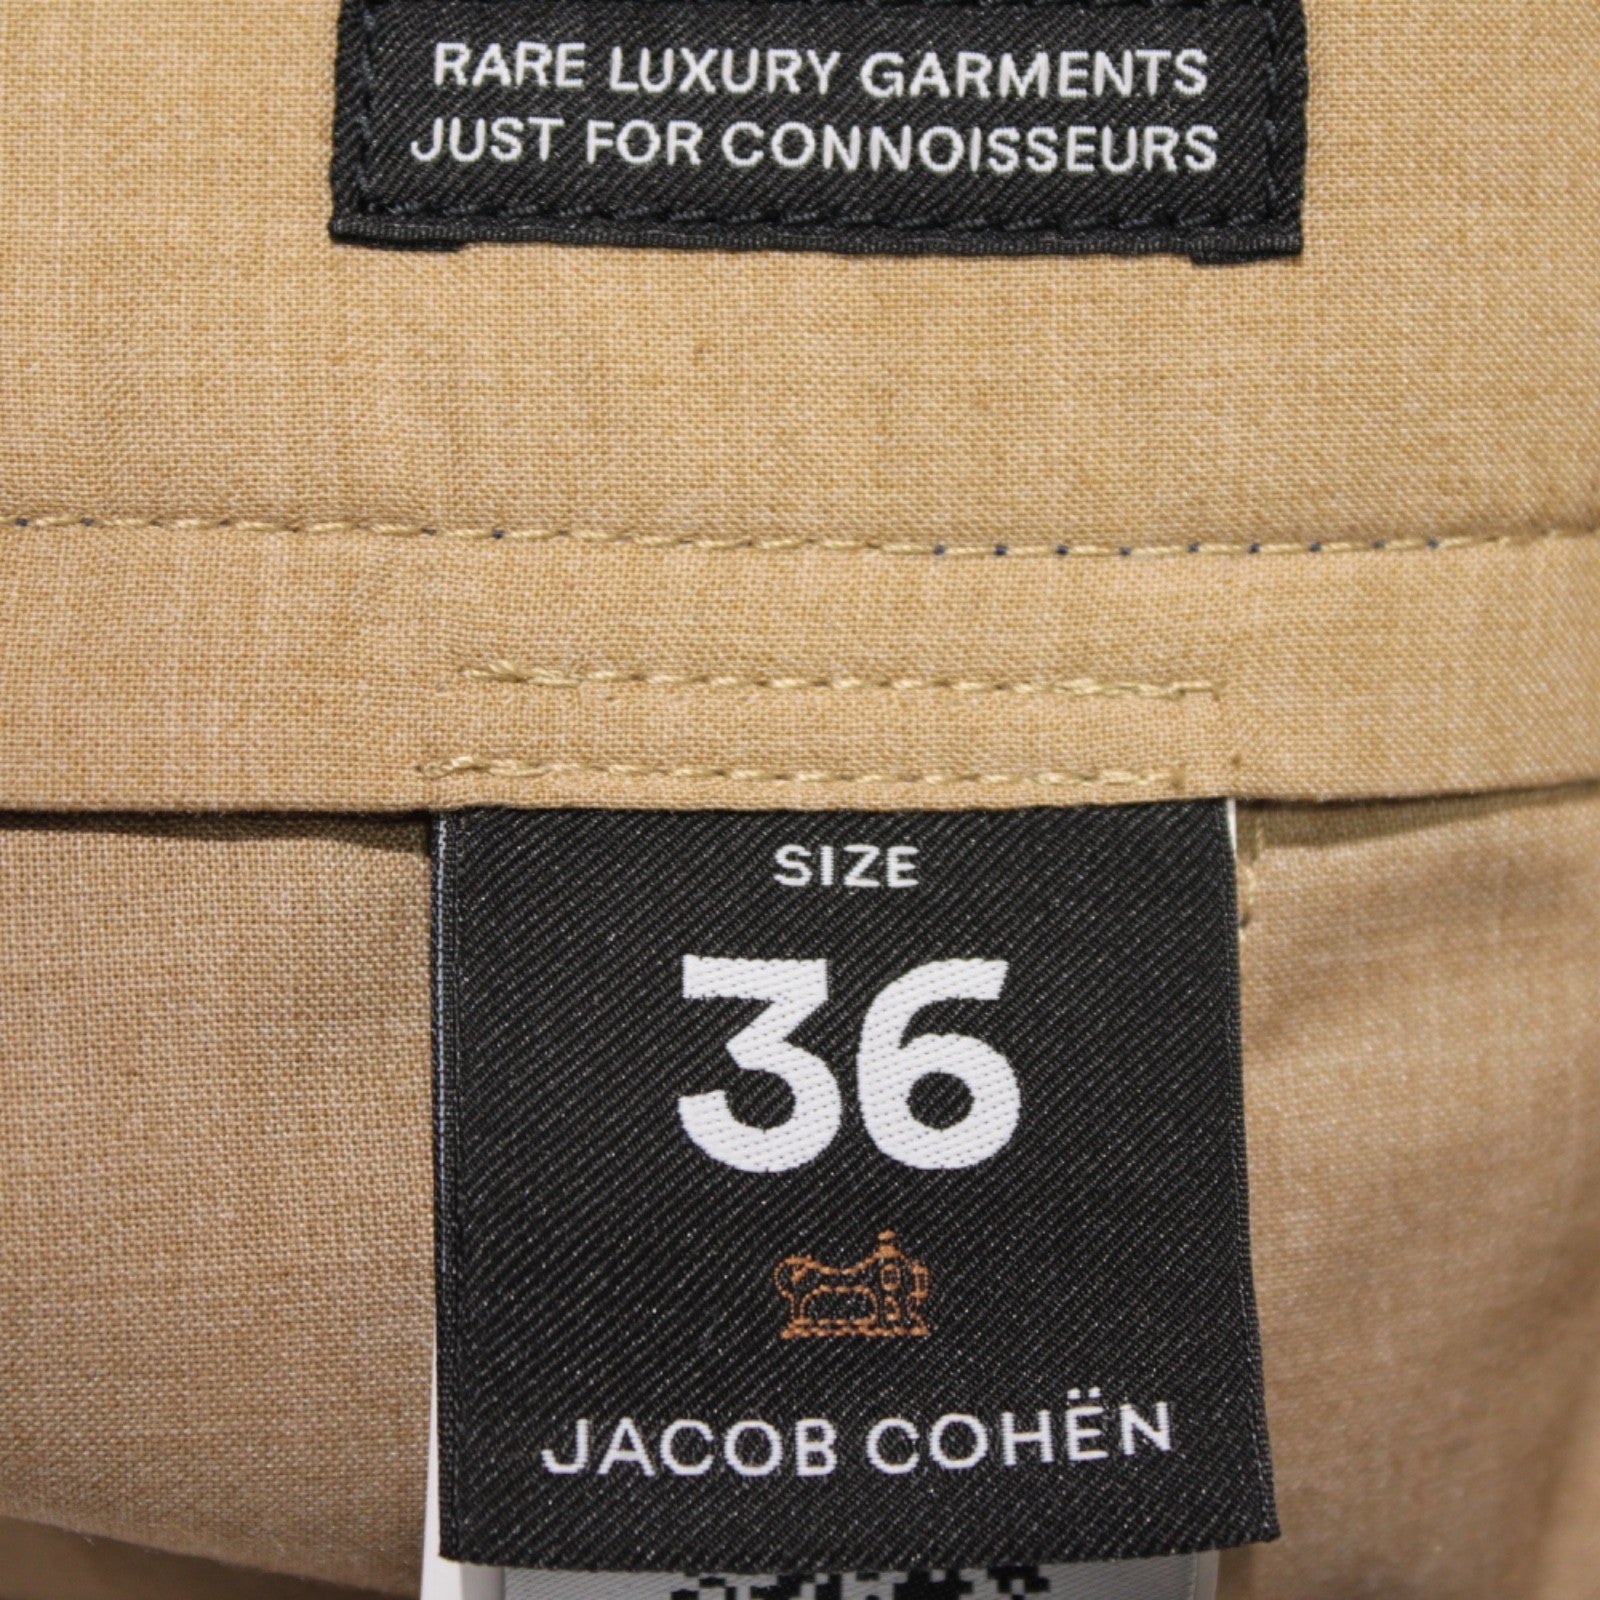 RARE LUXURY GARMENTS
JUST FOR CONNOISSEURS
SIZE
36
JACOB COHËN